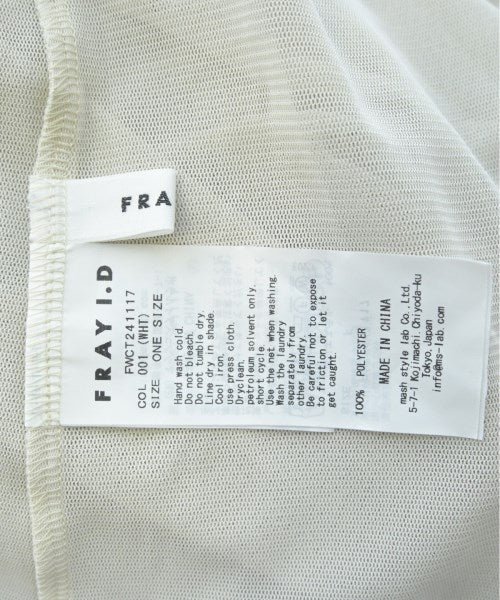 FRA
FRAY I.D
FWCT241117
COL 001 (WHT)
SIZE ONE SIZE
Hand wash cold.
Do not bleach.
Do not tumble dry.
Line dry in shade.
Cool iron,
use press cloth.
Dryclean,
petroleum solvent only.
short cycle.
Use the net when washing.
Wash the laundry
separately from
other laundry.
Be careful not to expose
to friction or let it
get caught.
100% POLYESTER
MADE IN CHINA
mash style lab Co.,Ltd.
5-7-1 Kojimachi Chiyoda-ku
Tokyo, Japan
info@ms-lab.com